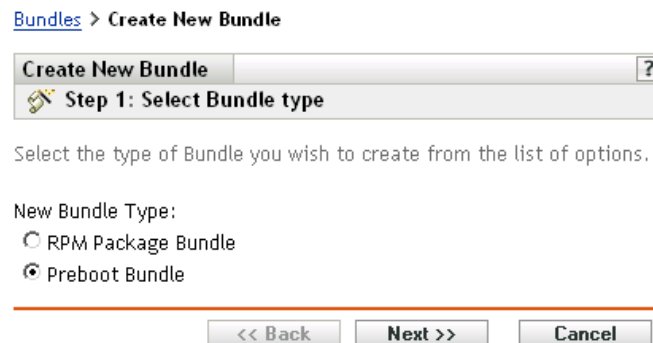 Bundles > Create New Bundle
Create New Bundle ?
Step 1: Select Bundle type
Select the type of Bundle you wish to create from the list of options.
New Bundle Type:
RPM Package Bundle
Preboot Bundle
<< Back Next >> Cancel